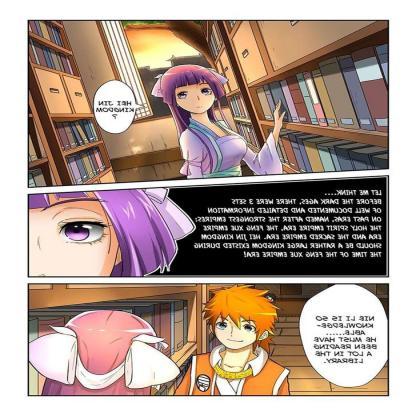 HEI JIN
KINGDOM
?
LET ME THINK.....
BEFORE THE DARK AGES, THERE WERE 3 SETS
OF WELL DOCUMENTED AND DETAILED INFORMATION
ON PAST ERAS, NAMED AFTER THE STRONGEST EMPIRES:
THE HOLY SPIRIT EMPIRE ERA, THE FENG XUE EMPIRE
ERA AND THE SACRED EMPIRE ERA. HEI JIN KINGDOM
SHOULD BE A RATHER LARGE KINGDOM EXISTED DURING
THE TIME OF THE FENG XUE EMPIRE ERA!
NIE LI IS SO
KNOWLEDGE-
ABLE.....
HE MUST HAVE
BEEN READING
A LOT IN THE
LIBRARY.